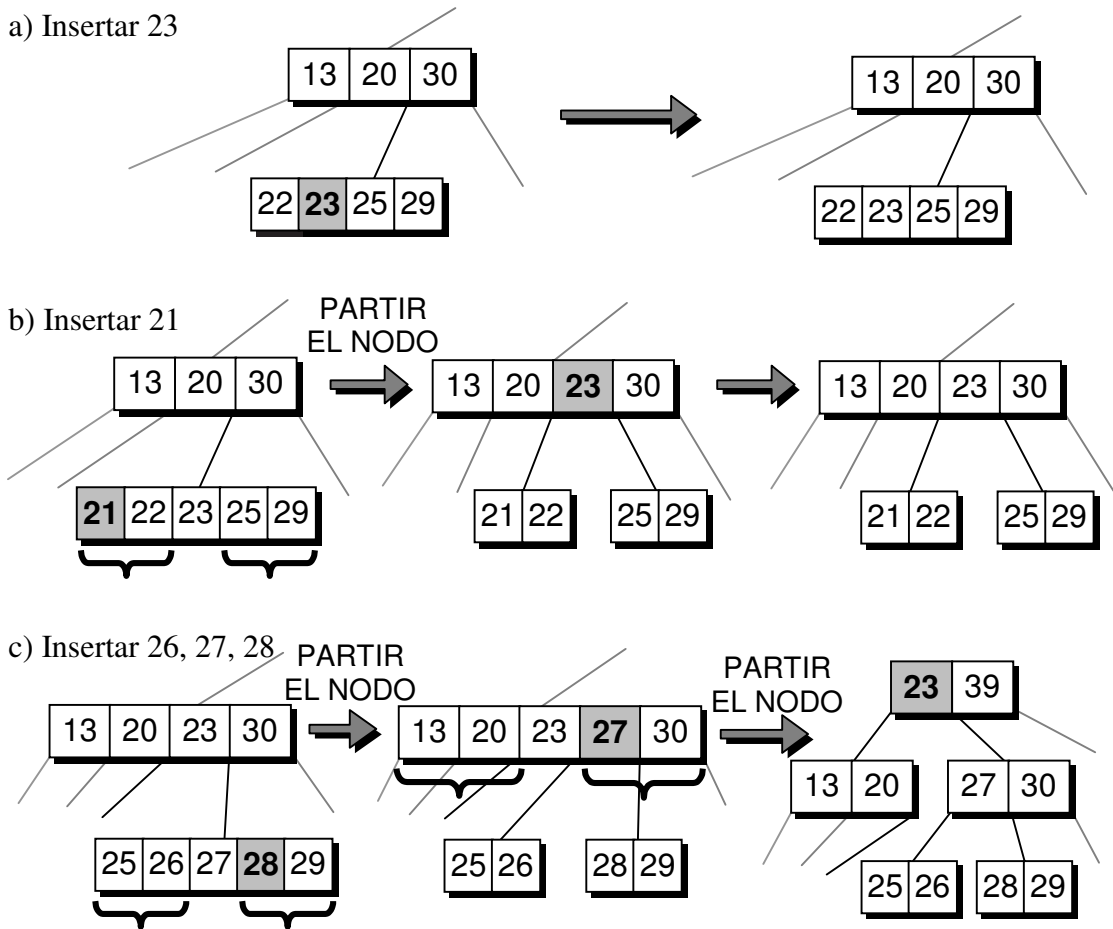 a) Insertar 23
13 20 30
13 20 30
22 23 25 29
22 23 25 29
b) Insertar 21
PARTIR
EL NODO
13 20 30
13 20 23 30
13 20 23 30
21 22 23 25 29
21 22
25 29
21 22
25 29
c) Insertar 26, 27, 28
PARTIR
EL NODO
PARTIR
EL NODO
23 39
13 20 23 30
13 20 23 27 30
13 20
27 30
25 26 27 28 29
25 26
28 29
25 26
28 29